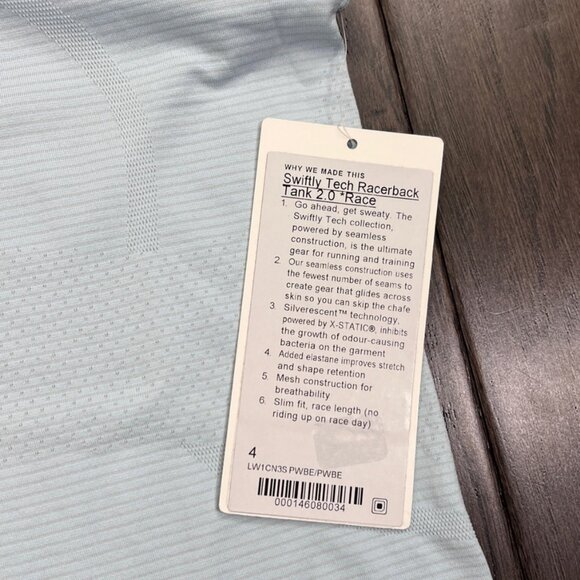 WHY WE MADE THIS
Swiftly Tech Racerback
Tank 2.0 *Race
1. Go ahead, get sweaty. The
Swiftly Tech collection,
powered by seamless
construction, is the ultimate
gear for running and training
2. Our seamless construction uses
the fewest number of seams to
create gear that glides across
skin so you can skip the chafe
3. Silverescent™ technology,
powered by X-STATIC®, inhibits
the growth of odour-causing
bacteria on the garment
4. Added elastane improves stretch
and shape retention
5. Mesh construction for
breathability
6. Slim fit, race length (no
riding up on race day)
4
LW1CN3S PWBE/PWBE
000146080034